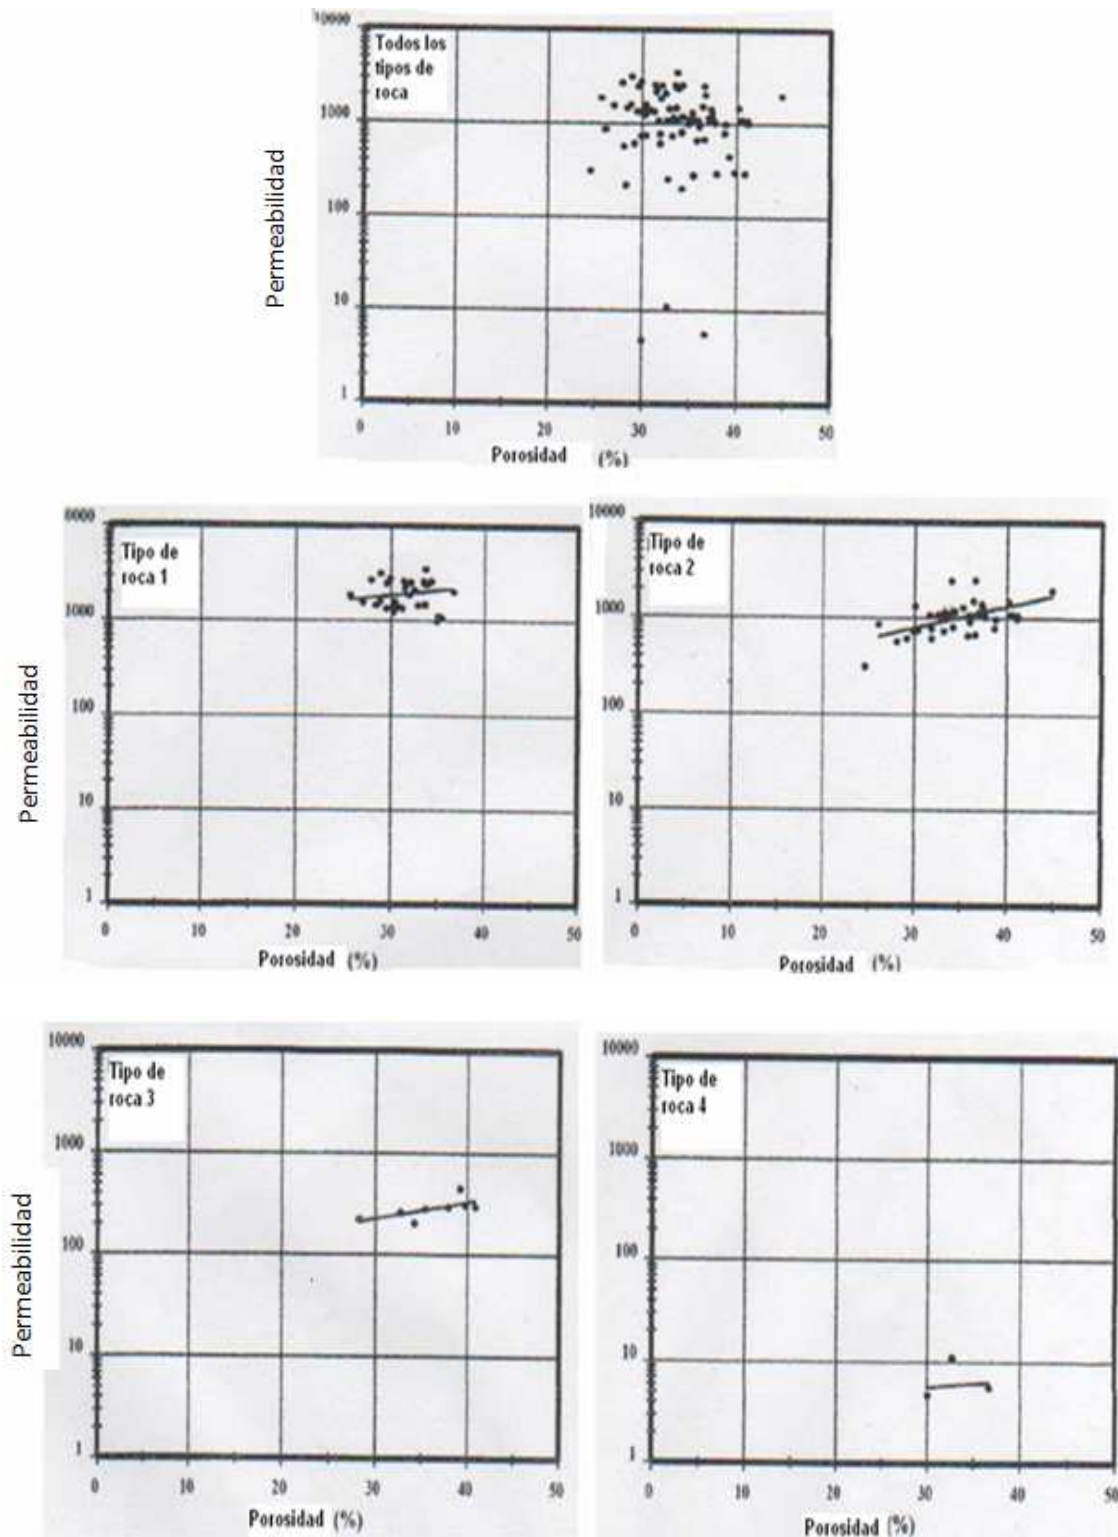 10000
Todos los
tipos de
roca
1000
100
10
1
0 10 20 30 40 50
Permeabilidad
Porosidad (%)
0000
Tipo de
roca 1
1000
100
10
1
0 10 20 30 40 50
Permeabilidad
Porosidad (%)
10000
Tipo de
roca 2
1000
100
10
1
0 10 20 30 40 50
Porosidad (%)
10000
Tipo de
roca 3
1000
100
10
1
0 10 20 30 40 50
Permeabilidad
Porosidad (%)
10000
Tipo de
roca 4
1000
100
10
1
0 10 20 30 40 50
Porosidad (%)